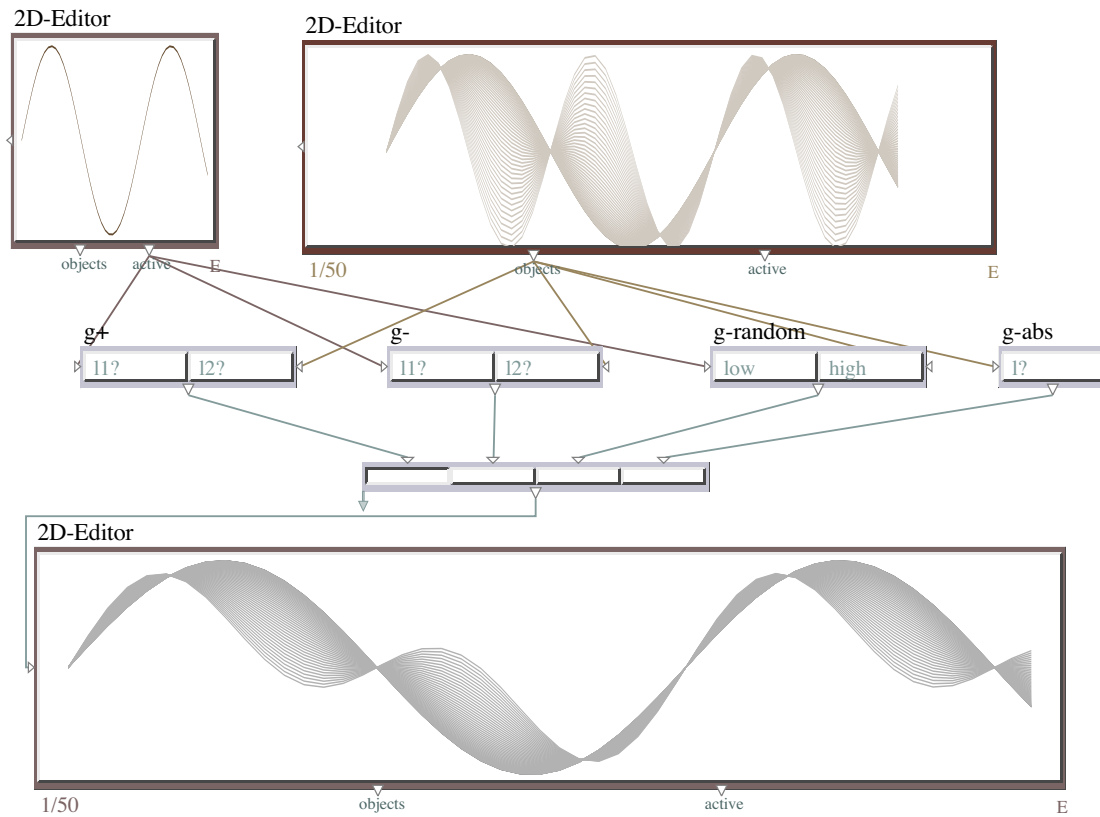 2D-Editor
2D-Editor
objects
active
E
1/50
objects
active
E
g+
g-
g-random
g-abs
l1?
l2?
l1?
l2?
low
high
l?
2D-Editor
1/50
objects
active
E